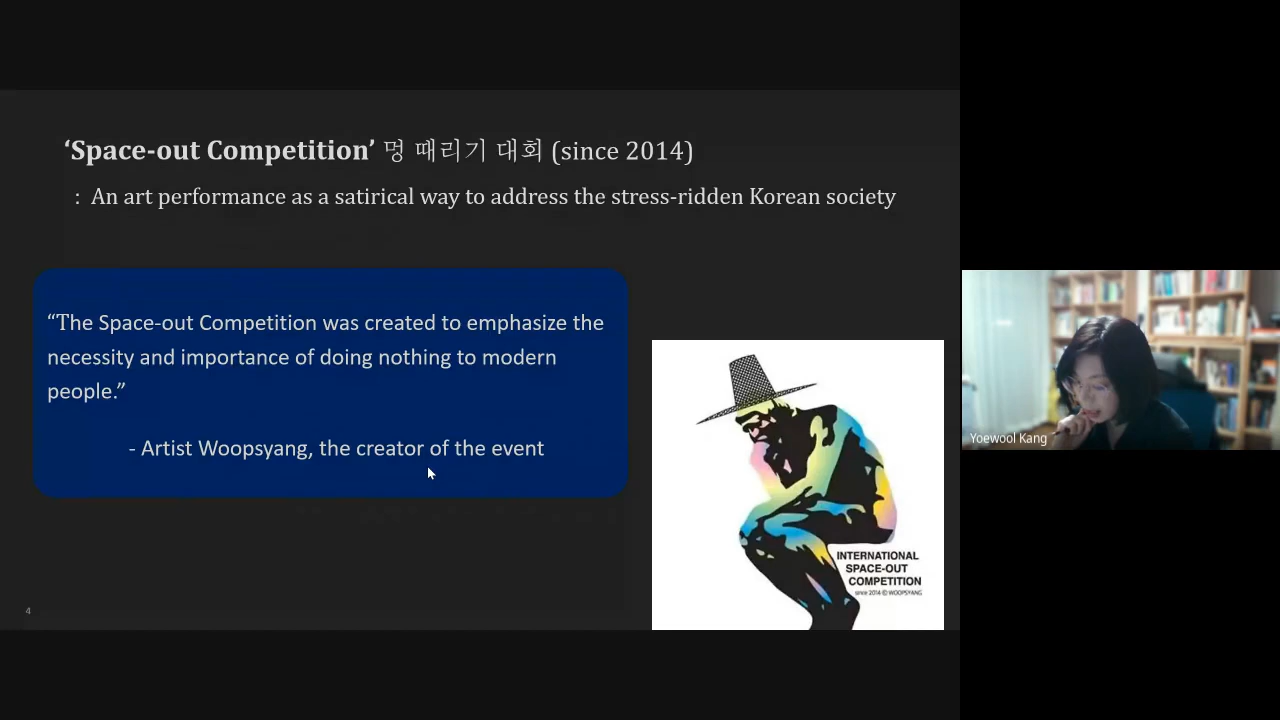 ‘Space-out Competition’ 멍 때리기 대회 (since 2014)
: An art performance as a satirical way to address the stress-ridden Korean society
“The Space-out Competition was created to emphasize the
necessity and importance of doing nothing to modern
people.”
- Artist Woopsyang, the creator of the event
INTERNATIONAL
SPACE-OUT
COMPETITION
since 2014 © WOOPSYANG
4
Yoewool Kang